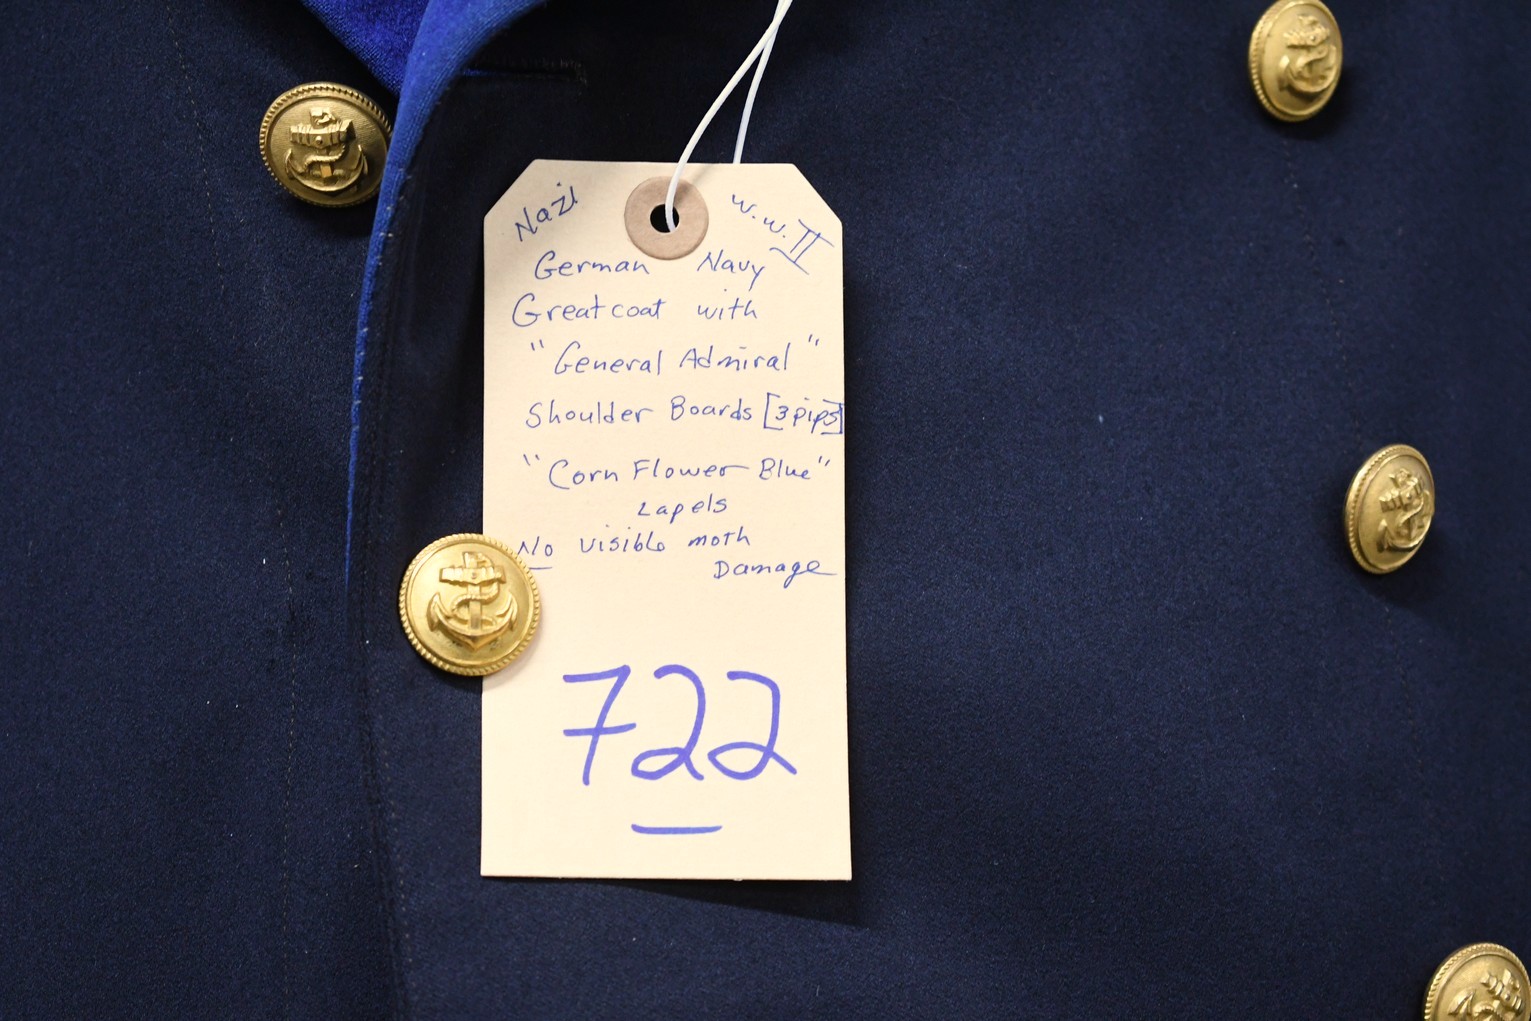 Nazi
W.W.II
German Navy
Greatcoat with
"General Admiral"
Shoulder Boards [3 pips]
"Corn Flower Blue"
Lapels
No visible moth
Damage
722